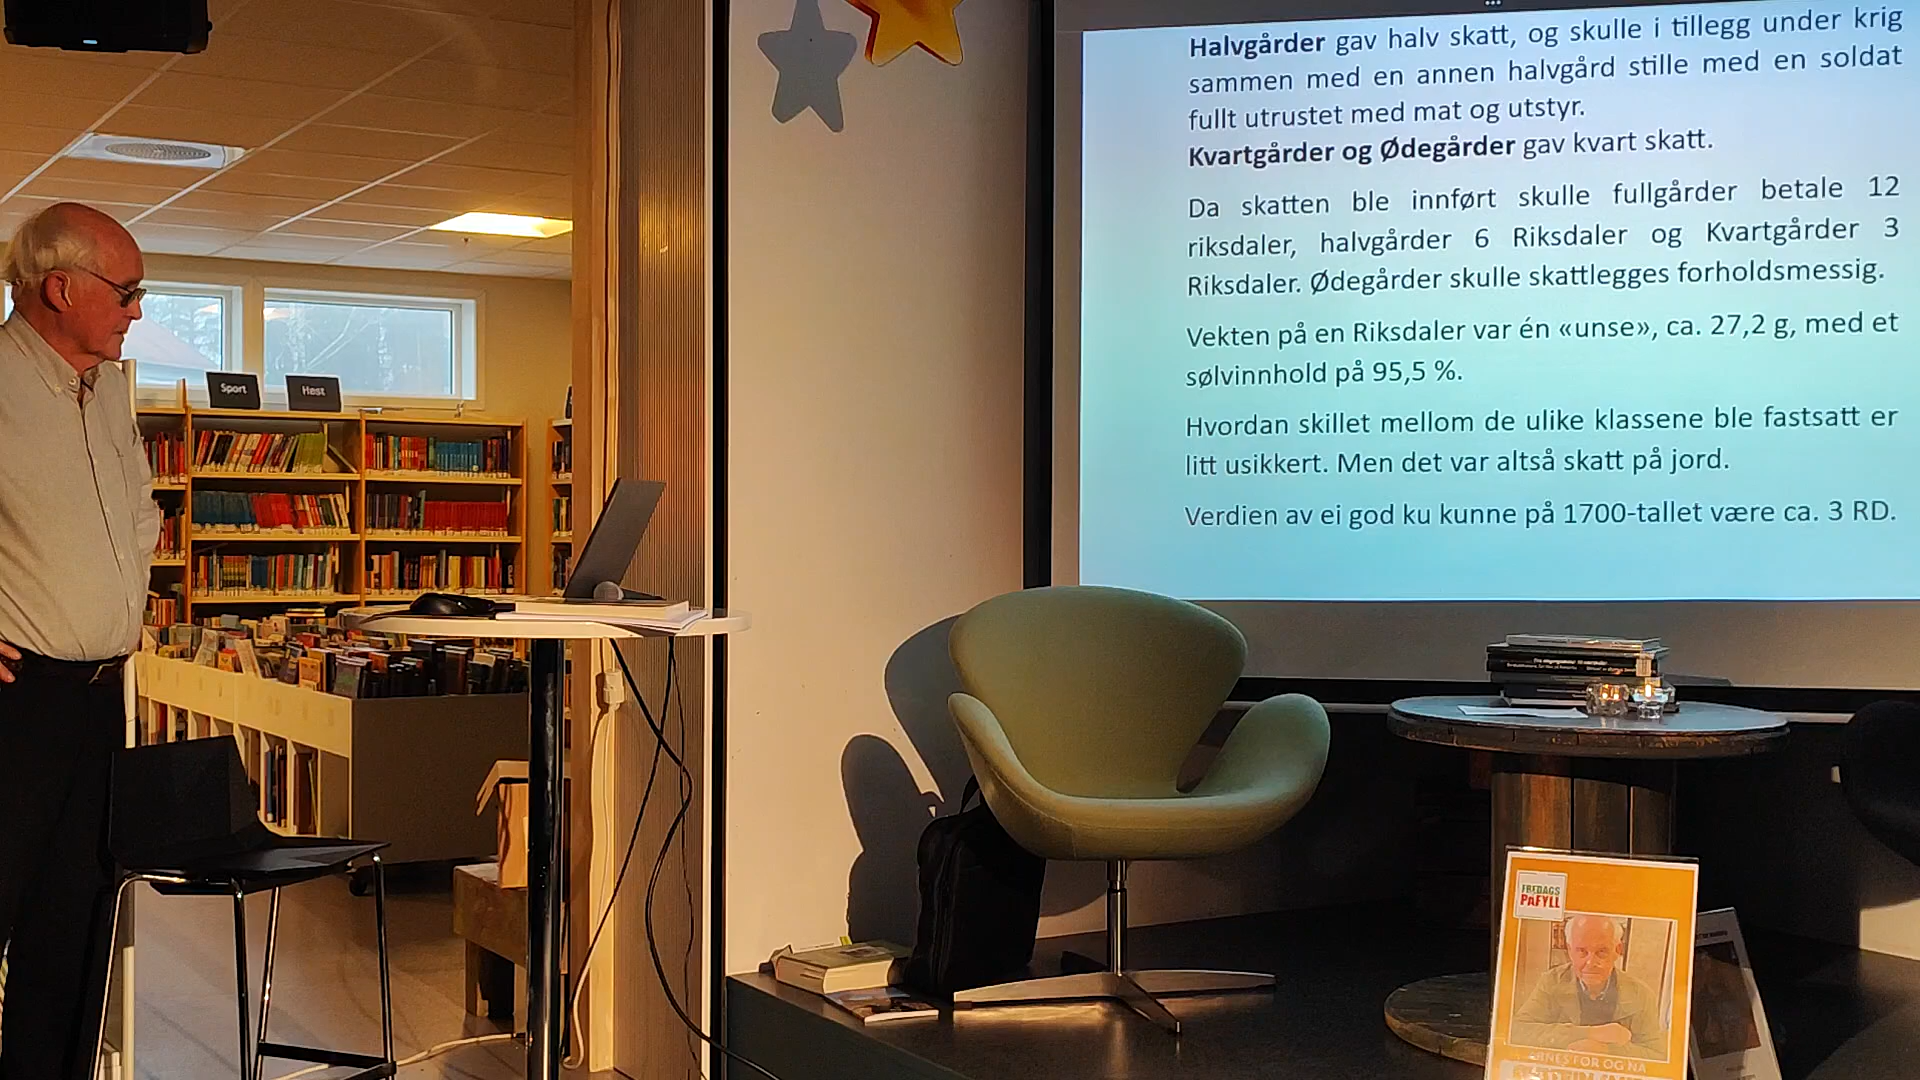 Halvgårder gav halv skatt, og skulle i tillegg under krig
sammen med en annen halvgård stille med en soldat
fullt utrustet med mat og utstyr.
Kvartgårder og Ødegårder gav kvart skatt.
Da skatten ble innført skulle fullgårder betale 12
riksdaler, halvgårder 6 Riksdaler og Kvartgårder 3
Riksdaler. Ødegårder skulle skattlegges forholdsmessig.
Vekten på en Riksdaler var én «unse», ca. 27,2 g, med et
sølvinnhold på 95,5 %.
Hvordan skillet mellom de ulike klassene ble fastsatt er
litt usikkert. Men det var altså skatt på jord.
Verdien av ei god ku kunne på 1700-tallet være ca. 3 RD.
Sport
Hest
FREDAGS
PÅFYLL
FØR OG NÅ